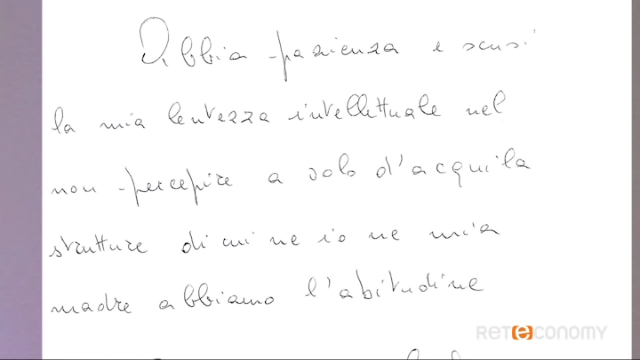 Abbia pazienza e scusi
la mia lentezza intellettuale nel
non percepire a volo d'acquila
strutture di cui ne io ne mia
madre abbiamo l'abitudine
RETECONOMY